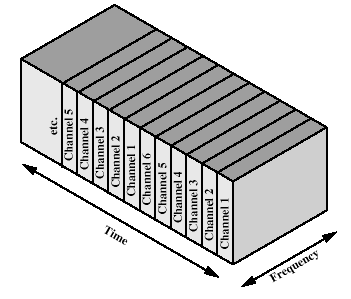 etc.
Channel 5
Channel 4
Channel 3
Channel 2
Channel 1
Channel 6
Channel 5
Channel 4
Channel 3
Channel 2
Channel 1
Time
Frequency